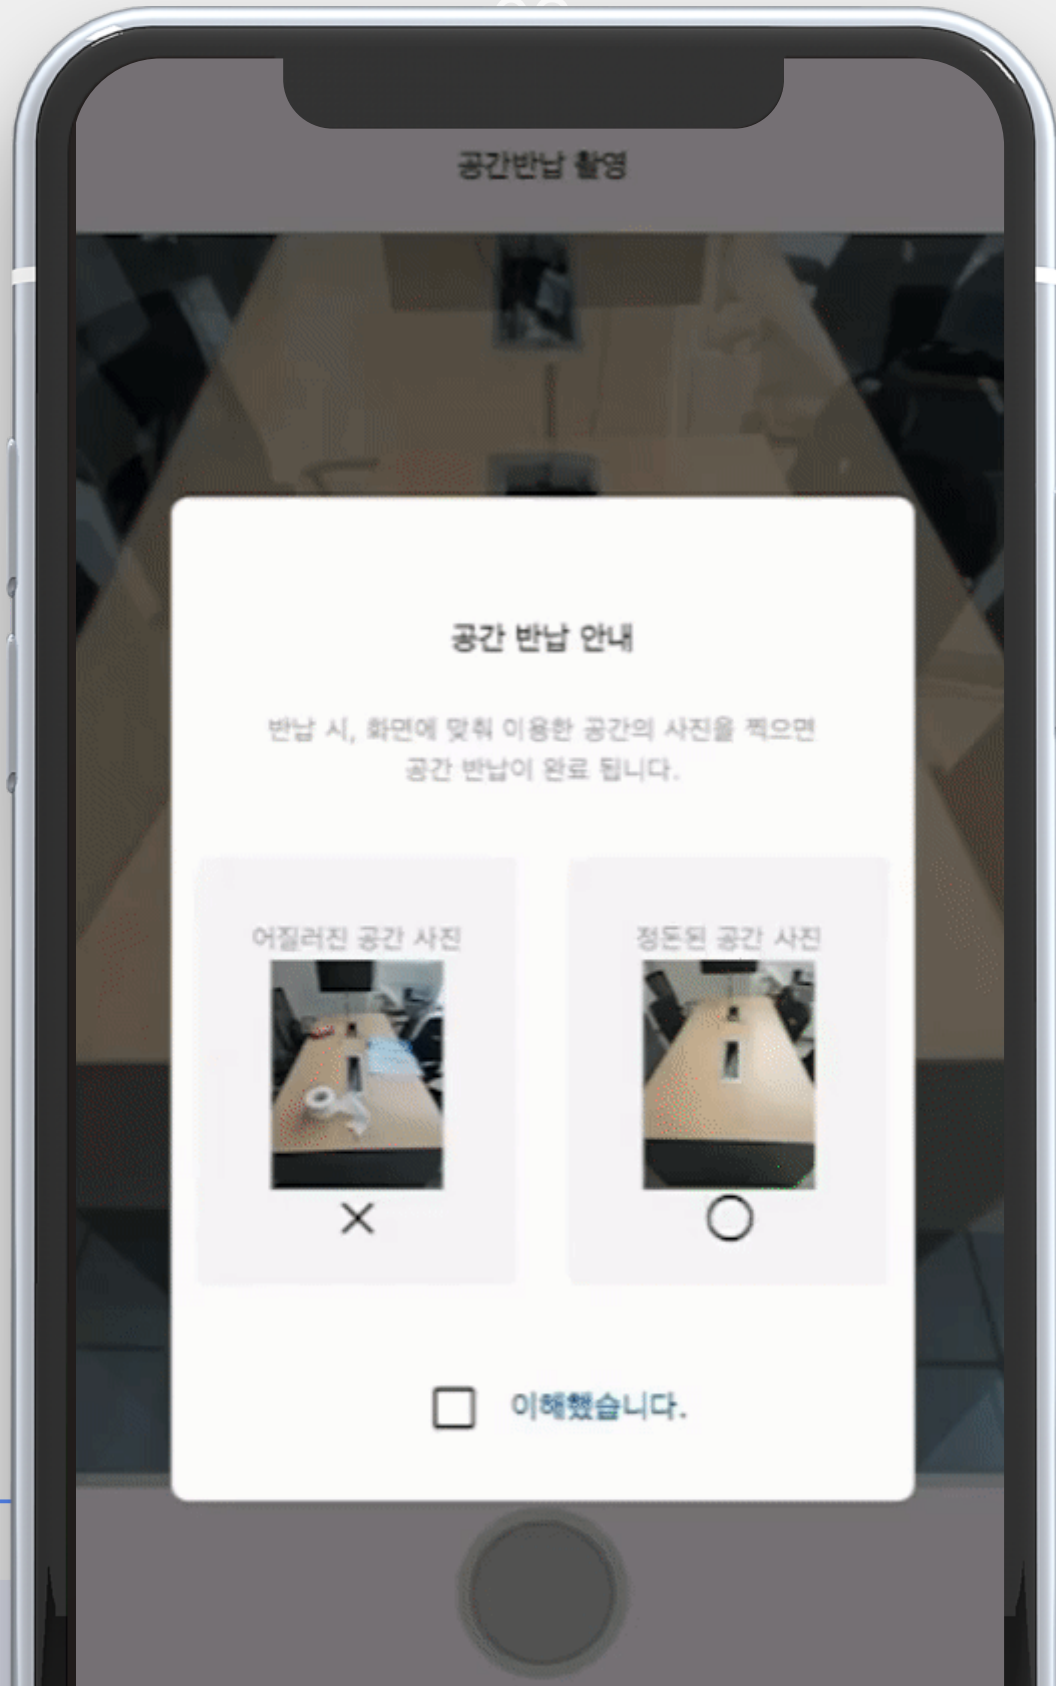 공간반납 촬영
공간 반납 안내
반납 시, 화면에 맞춰 이용한 공간의 사진을 찍으면
공간 반납이 완료 됩니다.
어질러진 공간 사진
정돈된 공간 사진
이해했습니다.